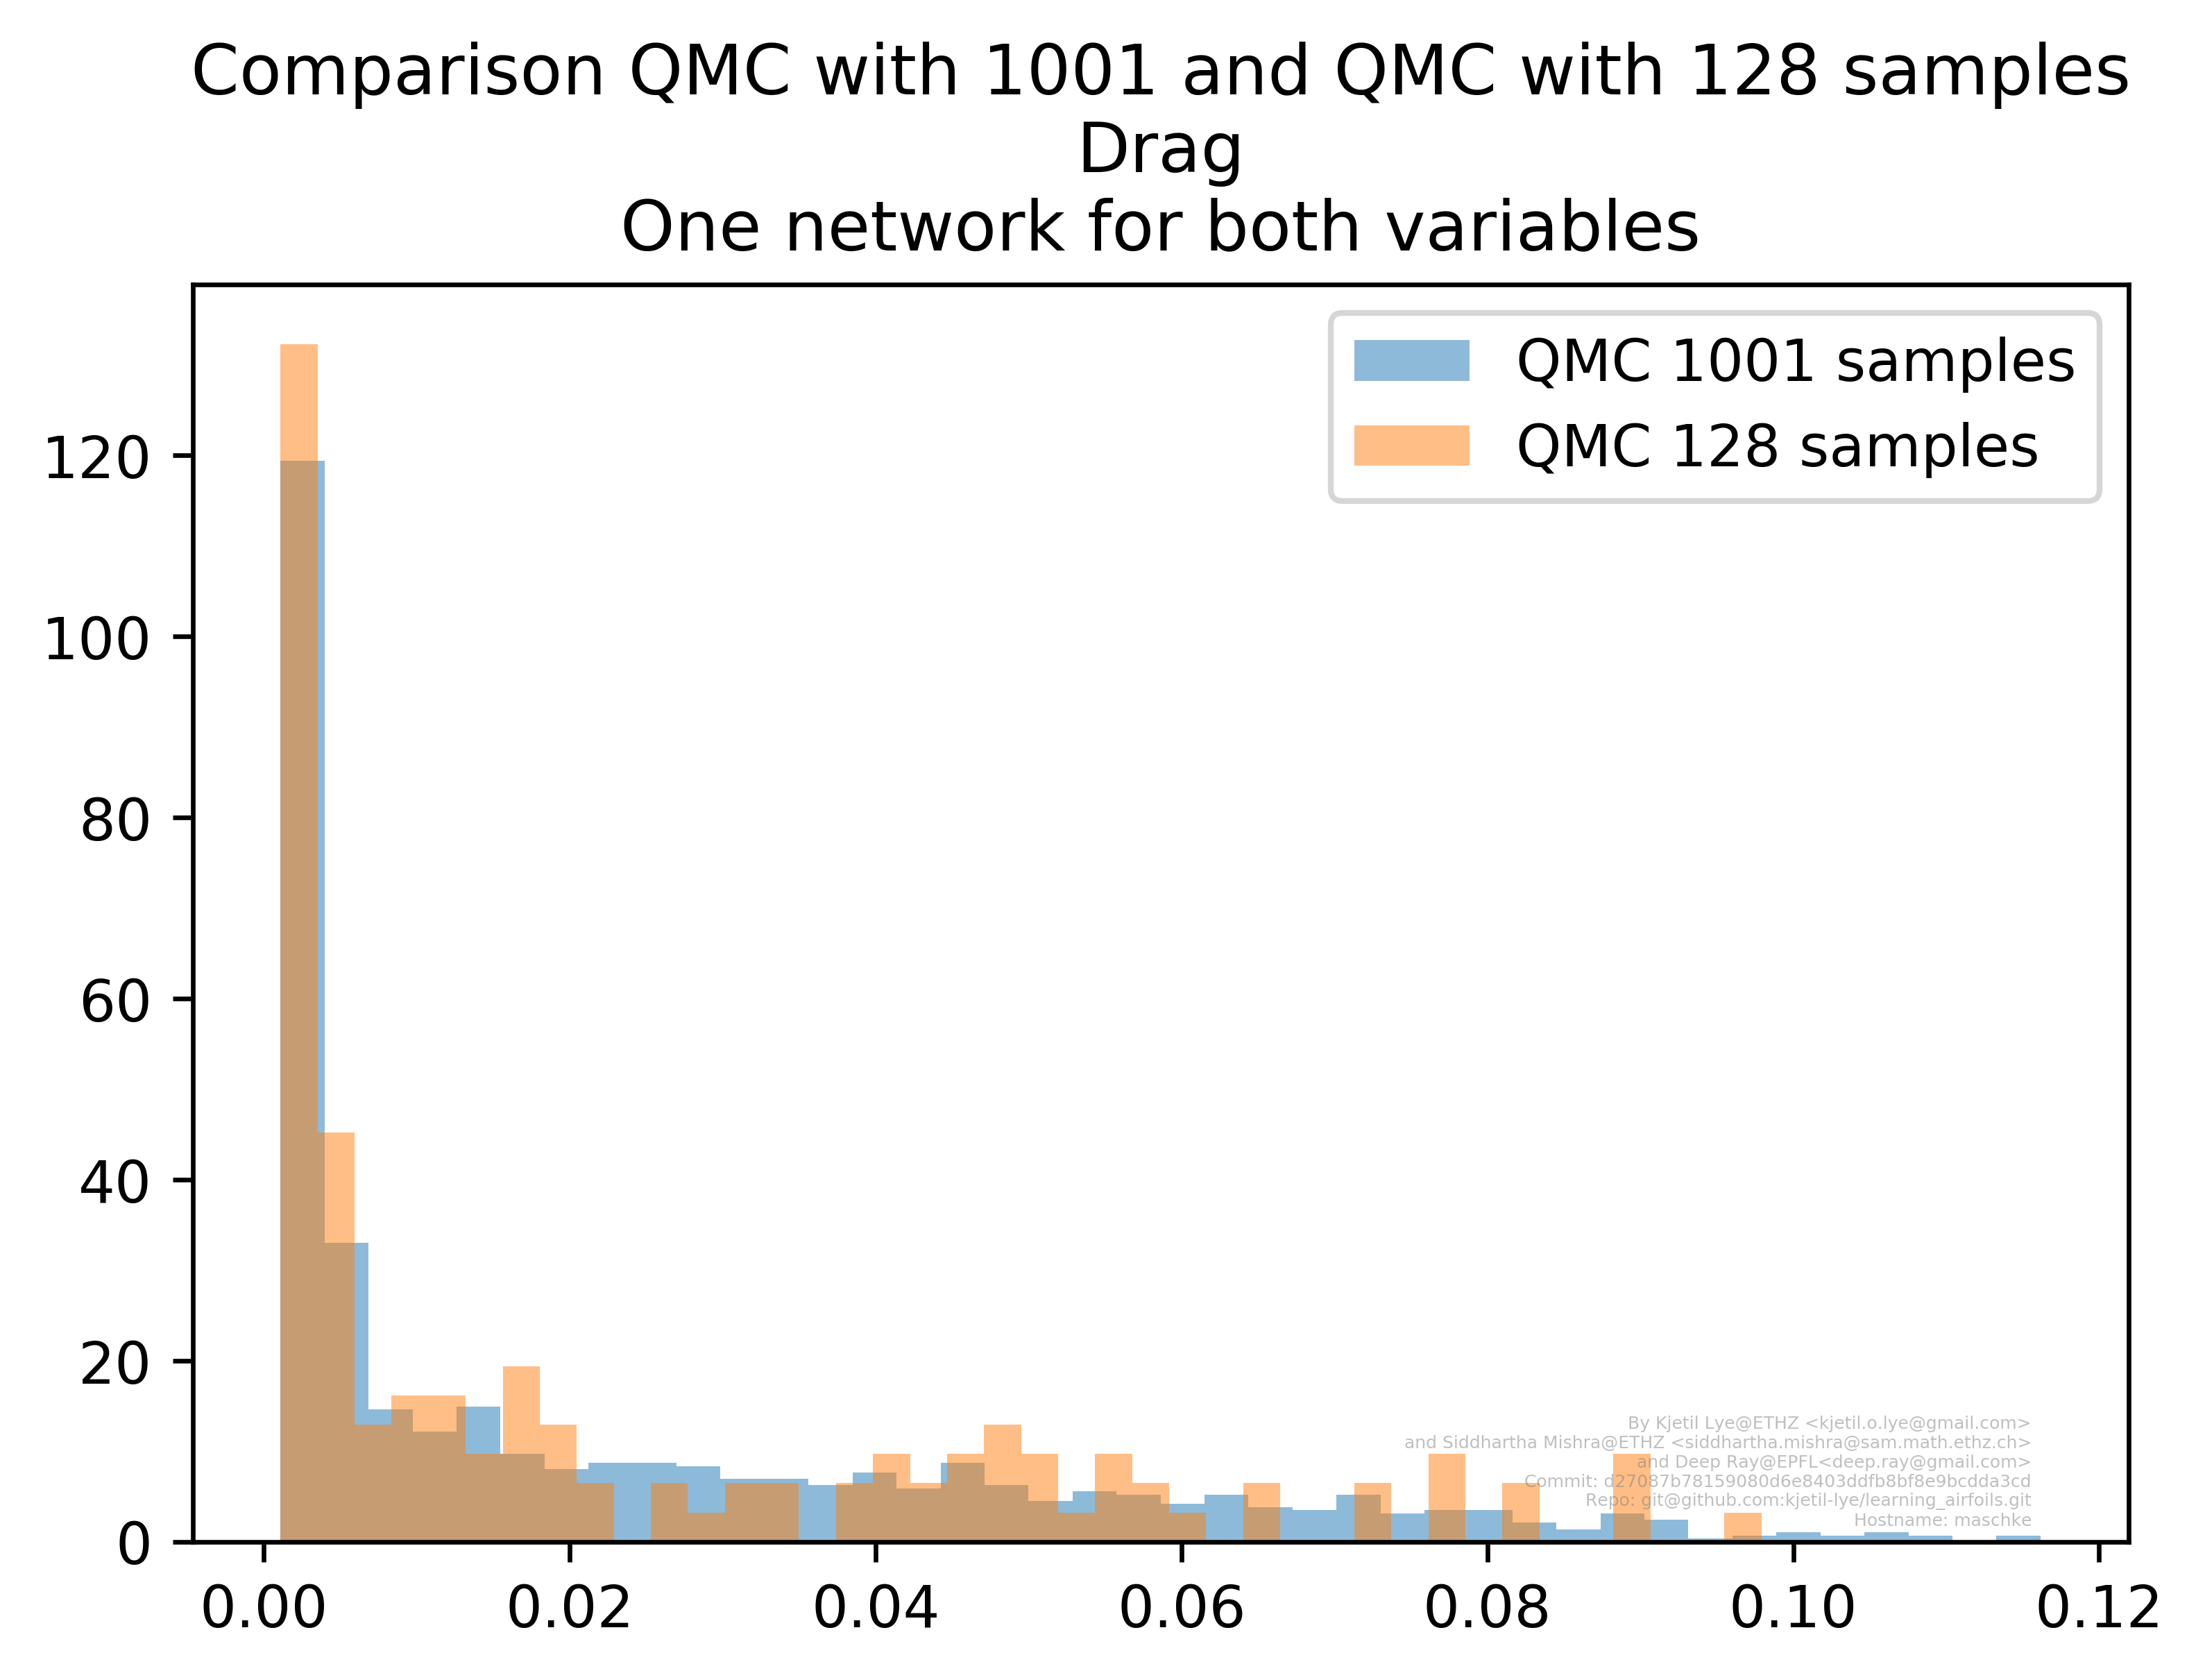 Comparison QMC with 1001 and QMC with 128 samples
Drag
One network for both variables
QMC 1001 samples
QMC 128 samples
120
100
80
60
40
20
0
By Kjetil Lye@ETHZ <kjetil.o.lye@gmail.com>
and Siddhartha Mishra@ETHZ <siddhartha.mishra@sam.math.ethz.ch>
and Deep Ray@EPFL<deep.ray@gmail.com>
Commit: d27087b78159080d6e8403ddfb8bf8e9bcdda3cd
Repo: git@github.com:kjetil-lye/learning_airfoils.git
Hostname: maschke
0.00 0.02 0.04 0.06 0.08 0.10 0.12